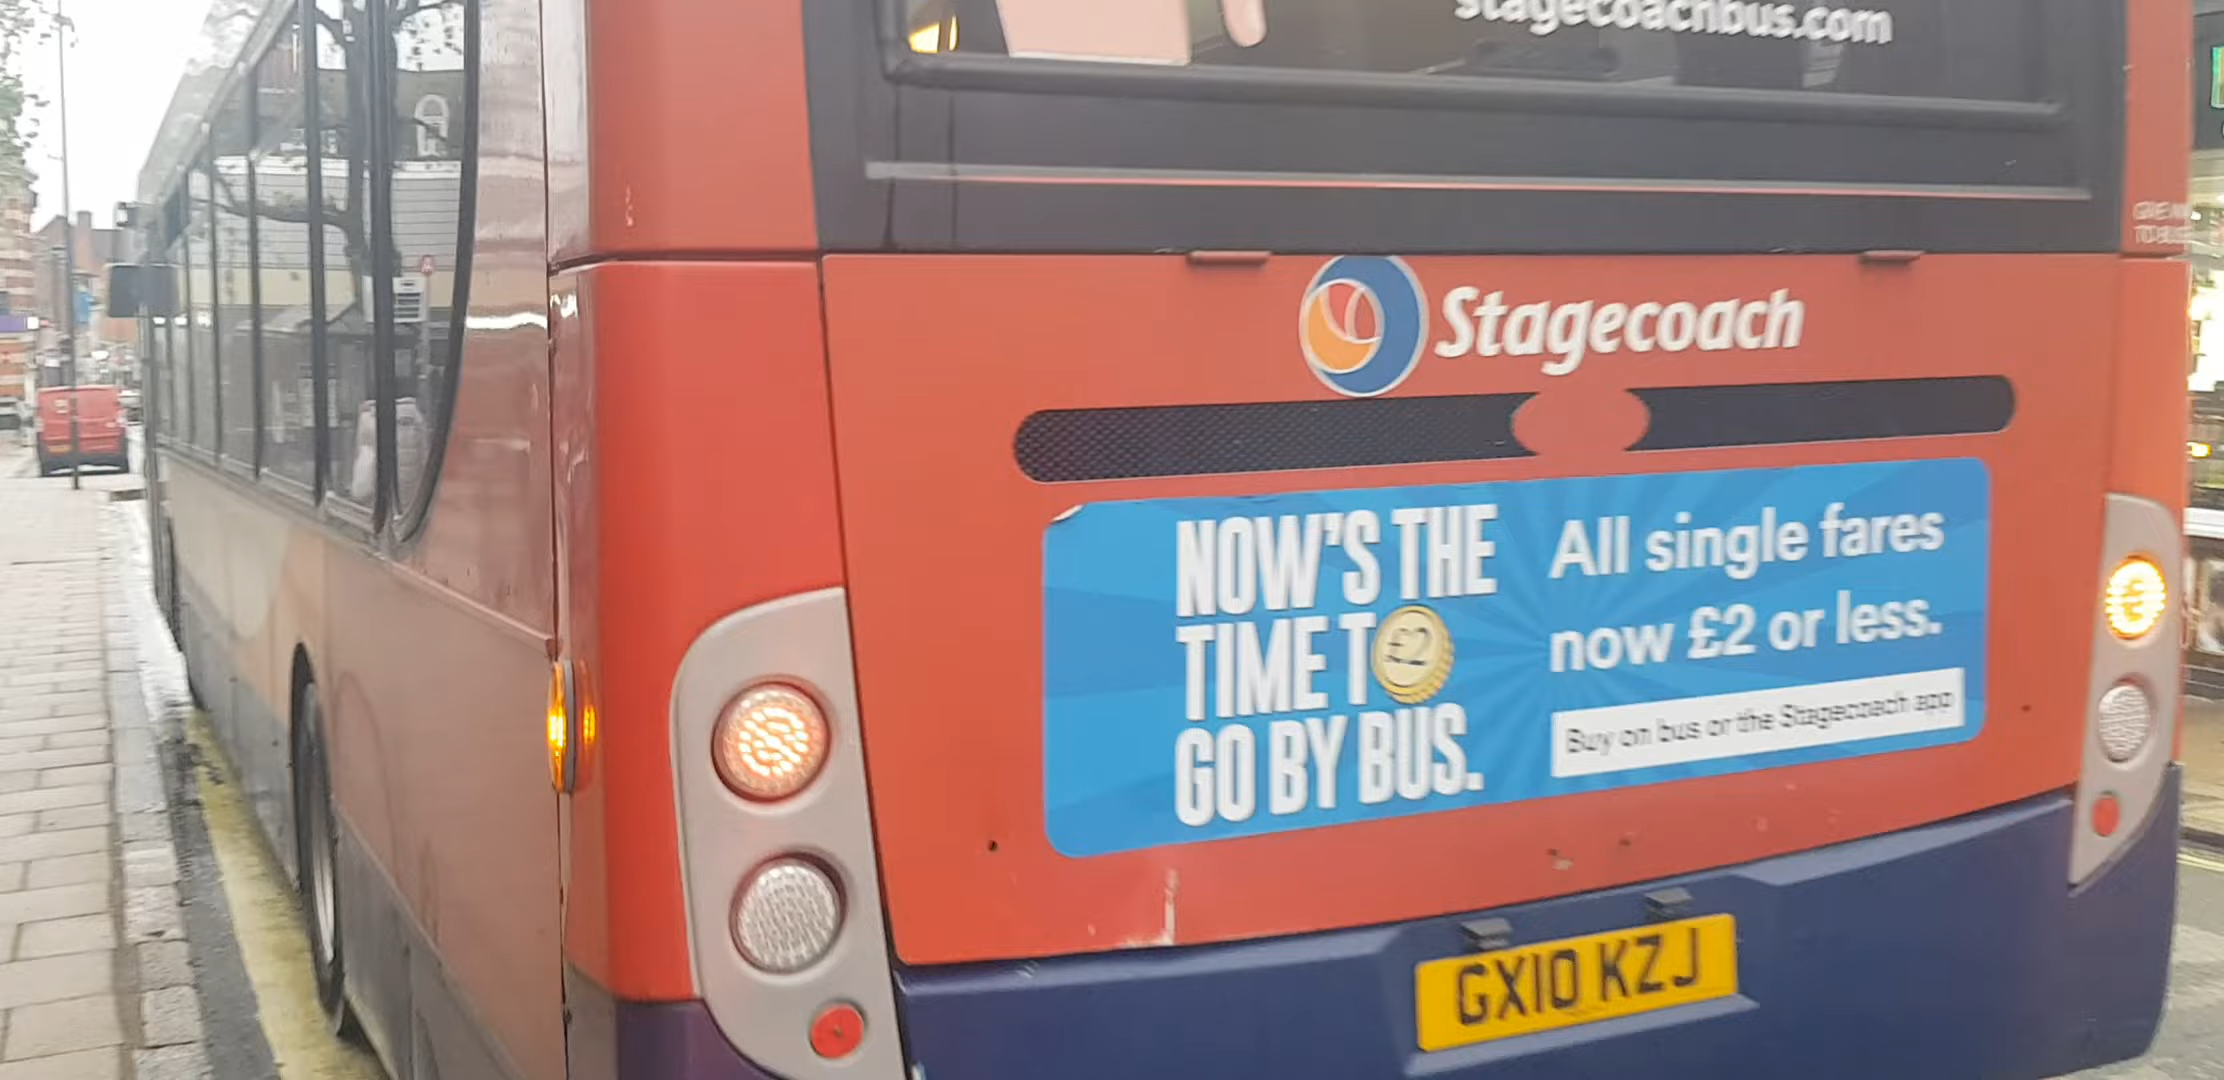 stagecoachbus.com
Stagecoach
NOW'S THE
TIME T£2
GO BY BUS.
All single fares
now £2 or less.
Buy on bus or the Stagecoach app
GX10 KZJ